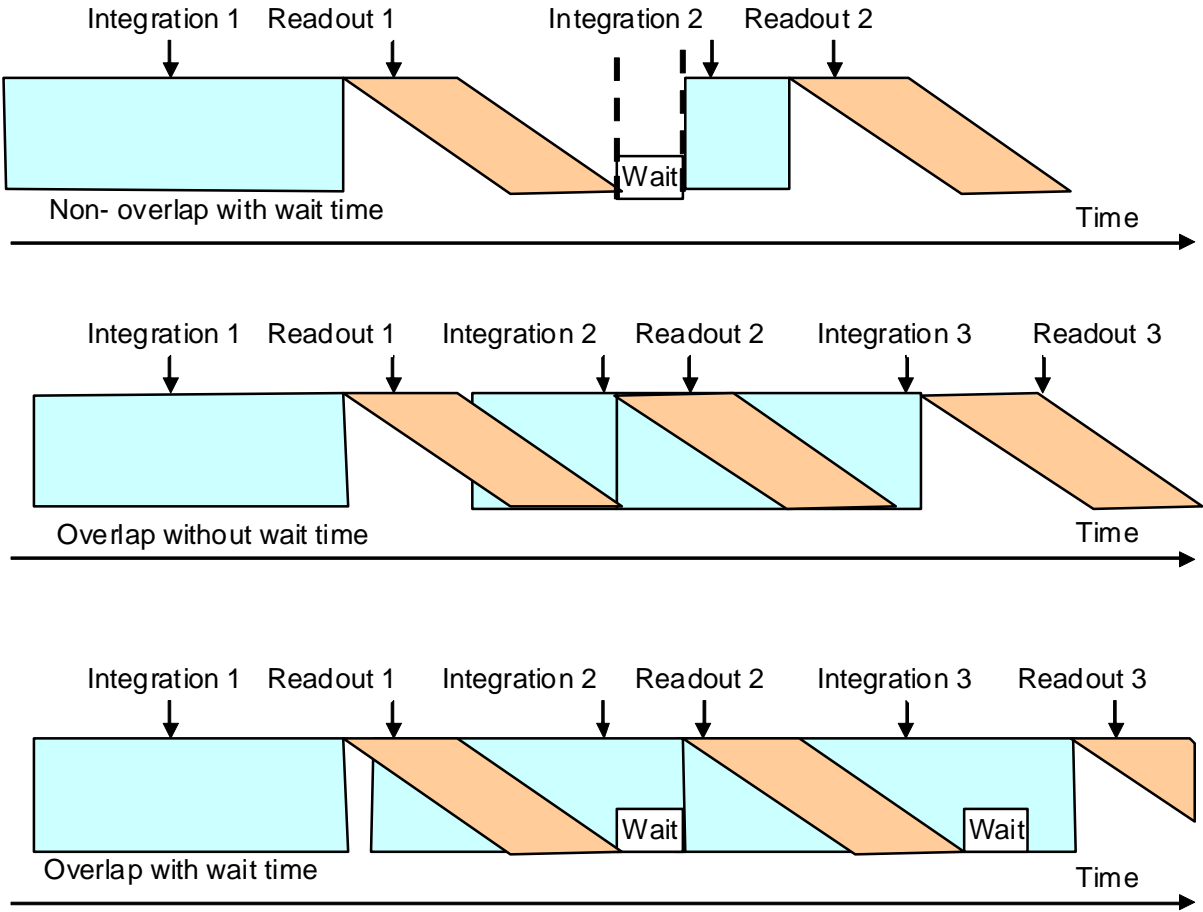 Integration 1 Readout 1 Integration 2 Readout 2
Wait
Non- overlap with wait time
Time
Integration 1 Readout 1 Integration 2 Readout 2 Integration 3 Readout 3
Overlap without wait time
Time
Integration 1 Readout 1 Integration 2 Readout 2 Integration 3 Readout 3
Wait Wait
Overlap with wait time
Time